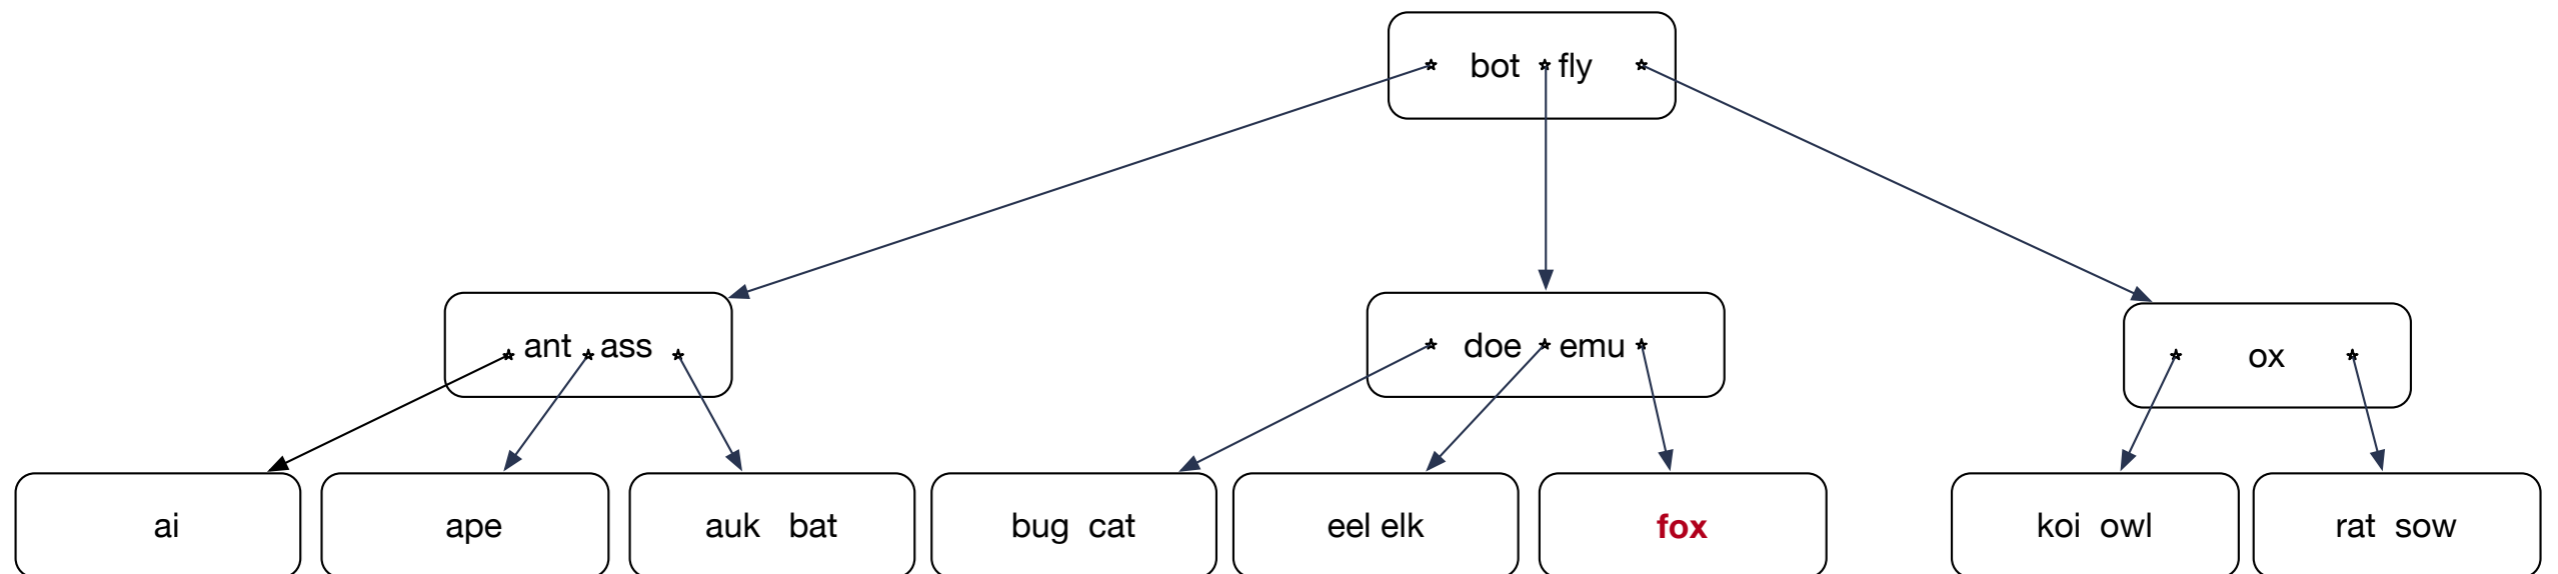 bot fly
ant ass
doe emu
ox
ai
ape
auk bat
bug cat
eel elk
fox
koi owl
rat sow